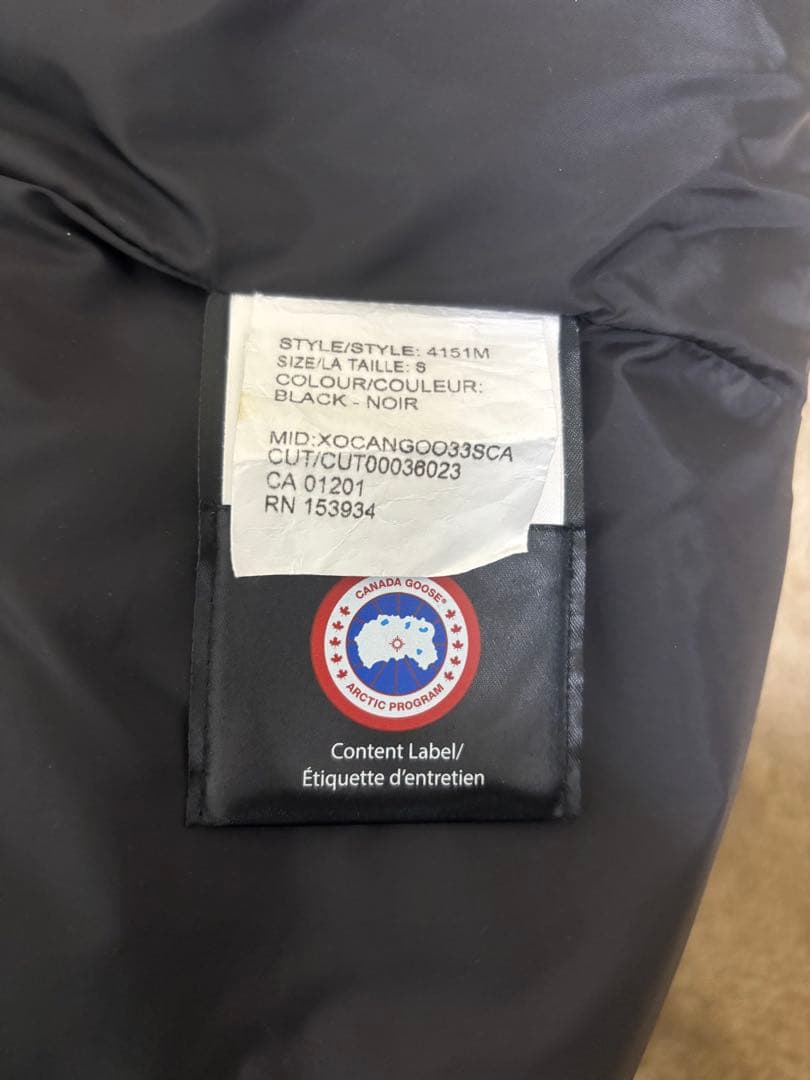 STYLE/STYLE: 4151M
SIZE/LA TAILLE: S
COLOUR/COULEUR:
BLACK - NOIR
MID:XOCANGOO33SCA
CUT/CUT00036023
CA 01201
RN 153934
CANADA GOOSE®
ARCTIC PROGRAM
Content Label/
Étiquette d'entretien